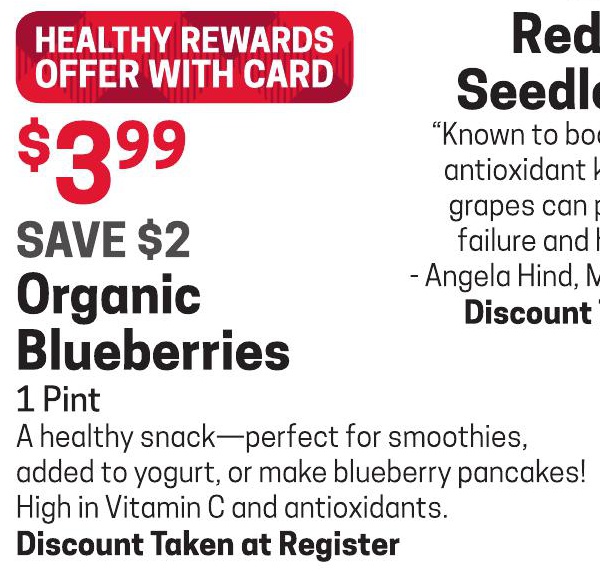 HEALTHY REWARDS
OFFER WITH CARD
$3.99
SAVE $2
Organic
Blueberries
1 Pint
A healthy snack—perfect for smoothies,
added to yogurt, or make blueberry pancakes!
High in Vitamin C and antioxidants.
Discount Taken at Register
Red
“Known to
antioxidant
grapes can
failure and
- Angela Hind,
Discount